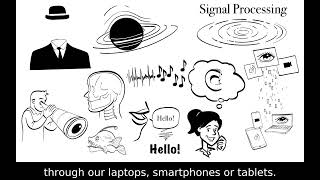 Signal Processing
Hello!
Hello!
through our laptops, smartphones or tablets.